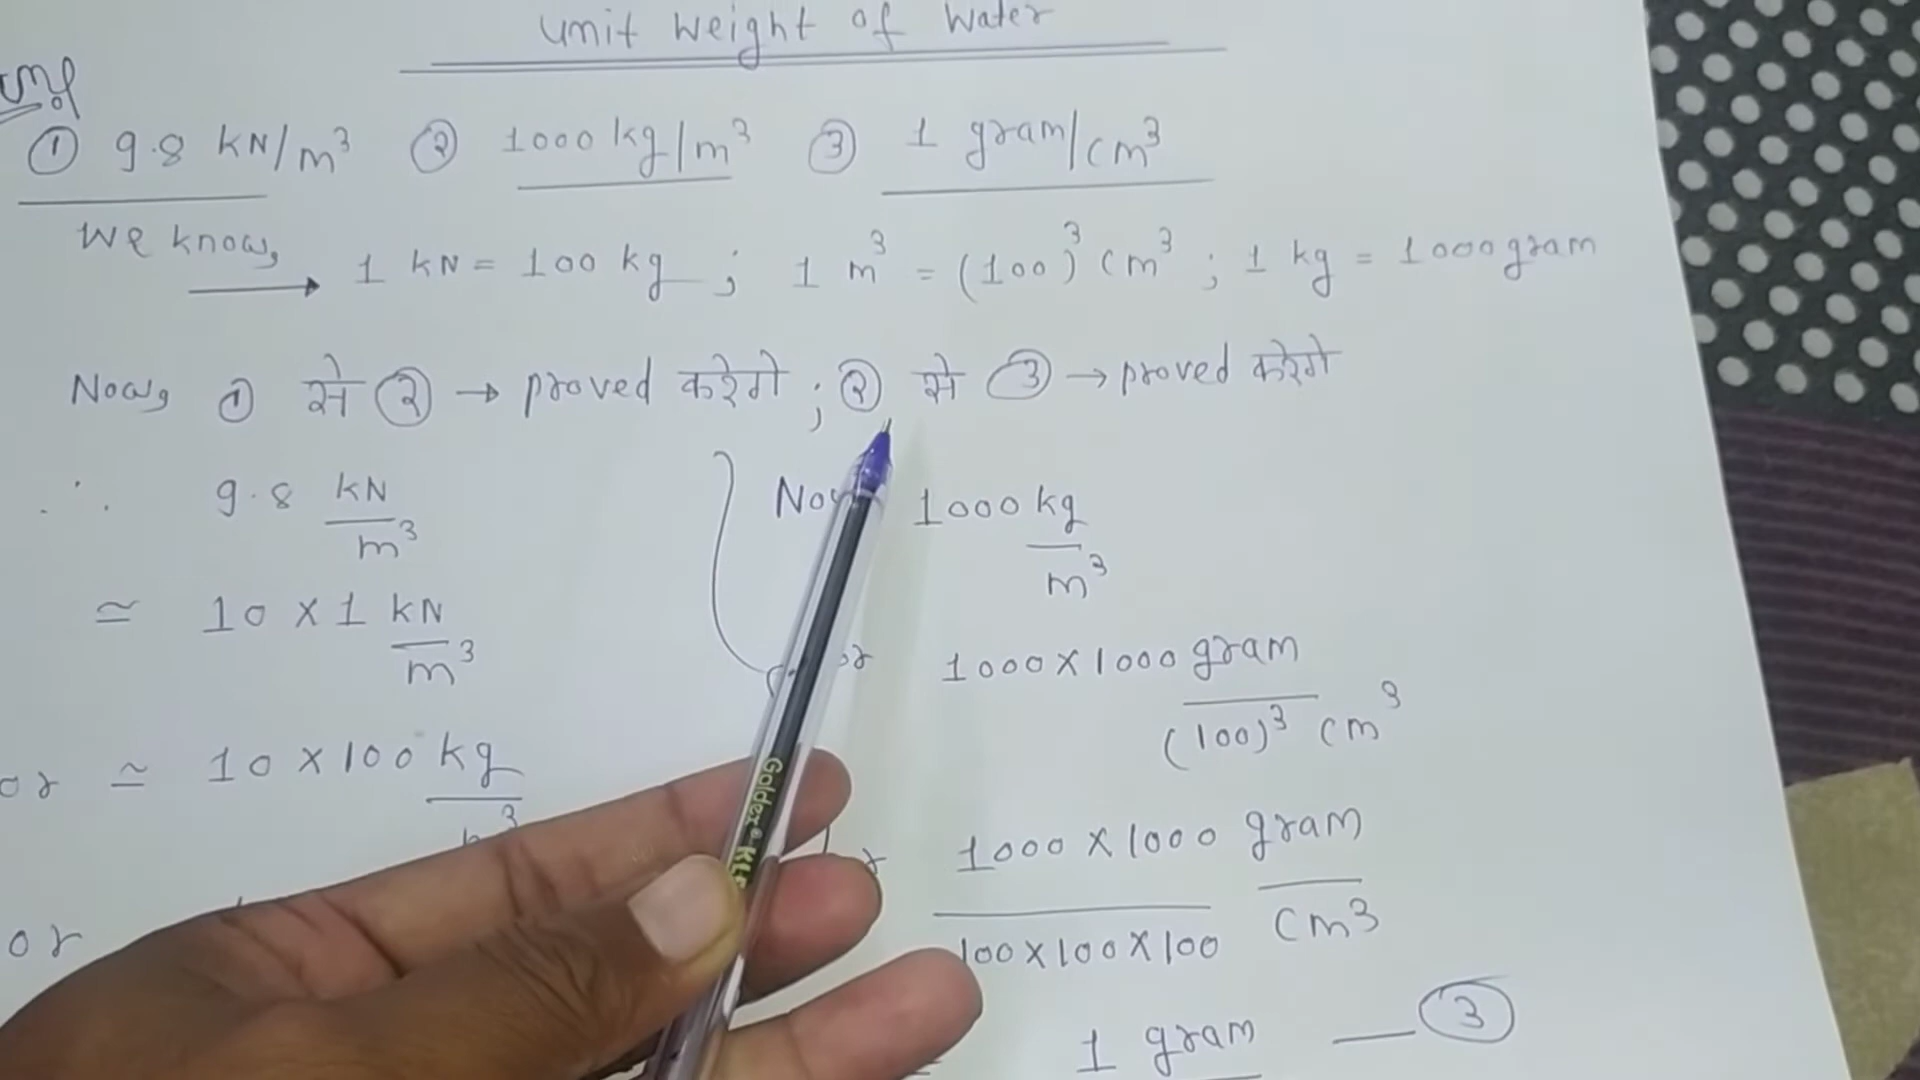 Unit Weight of Water
① 9.8 kN/m³ ② 1000 kg/m³ ③ 1 gram/cm³
We know,
→ 1 kN = 100 kg ; 1 m³ = (100)³ cm³ ; 1 kg = 1000 gram
Now, ① से ② → proved करेगे ; ② से ③ → proved करेगे
∴ 9.8 kN/m³
≃ 10 x 1 kN/m³
or ≃ 10 x 100 kg
or
1000 kg/m³
or 1000 x 1000 gram/(100)³ cm³
1000 x 1000 gram
100 x 100 x 100 cm3
1 gram — ③
Goldex